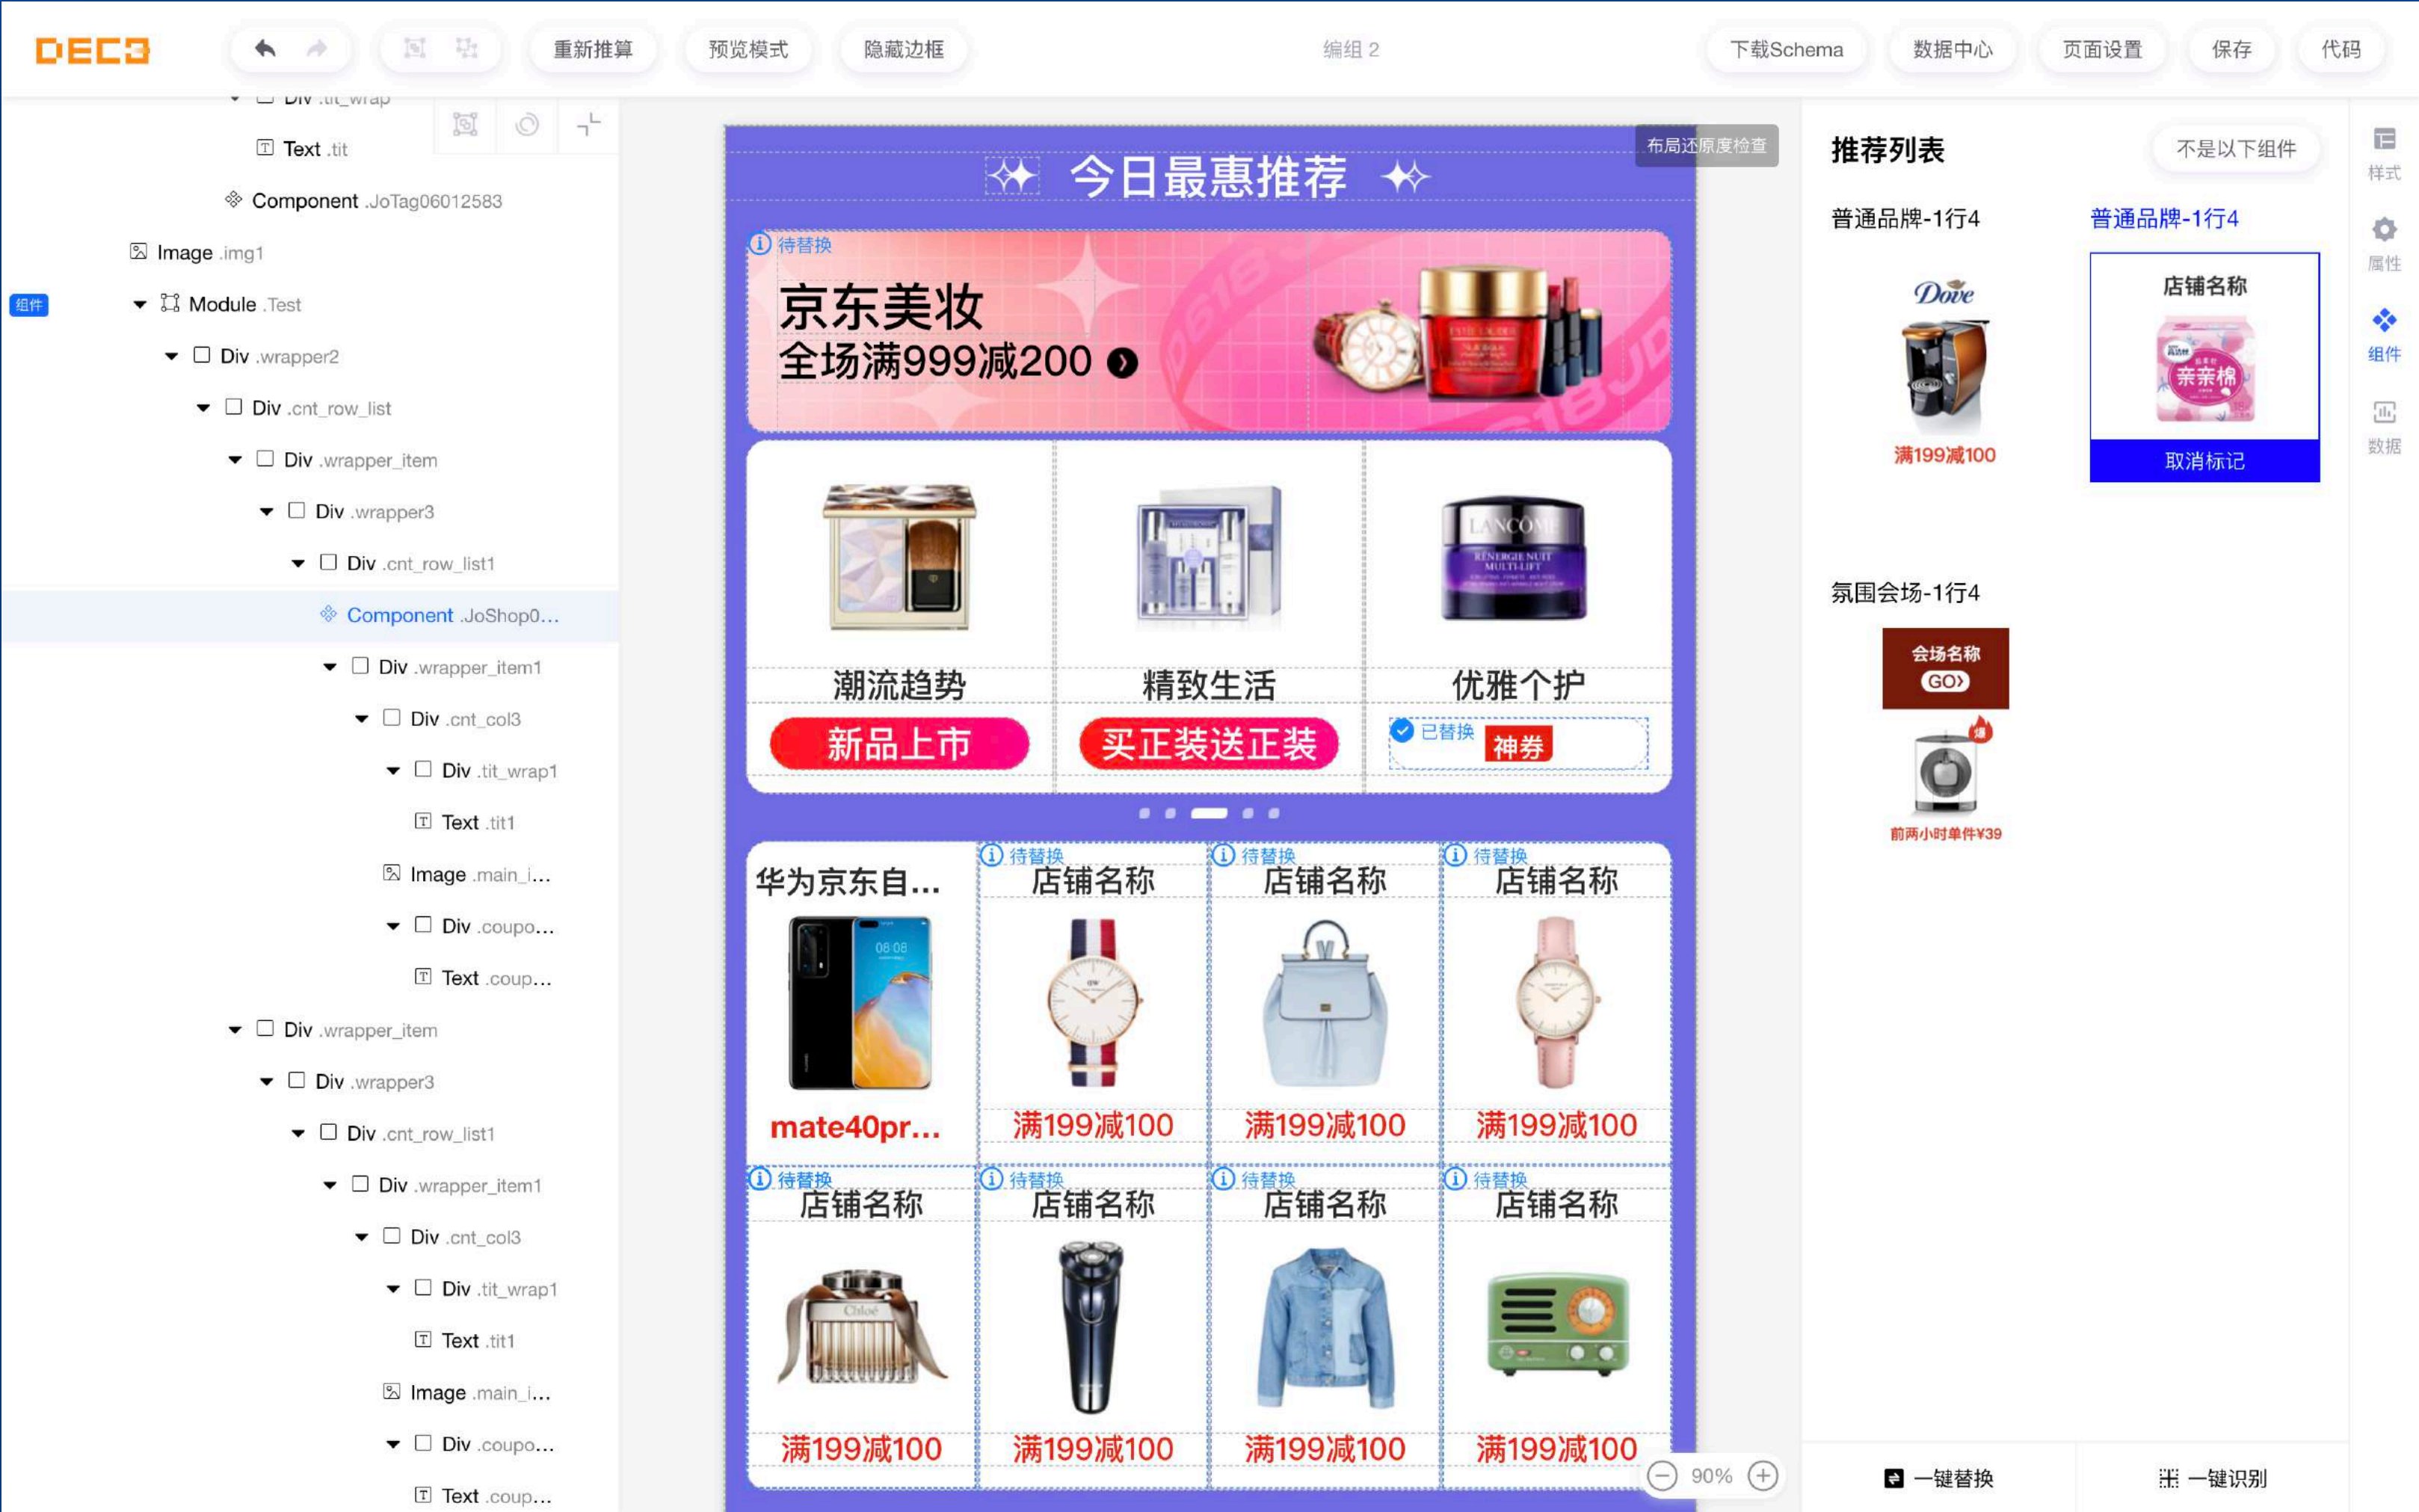 DEC3
重新推算
预览模式
隐藏边框
编组 2
下载Schema
数据中心
页面设置
保存
代码
Div .tit_wrap
Text .tit
Component .JoTag06012583
Image .img1
组件
Module .Test
Div .wrapper2
Div .cnt_row_list
Div .wrapper_item
Div .wrapper3
Div .cnt_row_list1
Component .JoShop0...
Div .wrapper_item1
Div .cnt_col3
Div .tit_wrap1
Text .tit1
Image .main_i...
Div .coupo...
Text .coup...
Div .wrapper_item
Div .wrapper3
Div .cnt_row_list1
Div .wrapper_item1
Div .cnt_col3
Div .tit_wrap1
Text .tit1
Image .main_i...
Div .coupo...
Text .coup...
布局还原度检查
今日最惠推荐
待替换
京东美妆
全场满999减200
LANCÔME
RÉNERGIE NUIT
MULTI-LIFT
潮流趋势
精致生活
优雅个护
新品上市
买正装送正装
已替换
神券
华为京东自...
待替换
店铺名称
待替换
店铺名称
待替换
店铺名称
08:08
mate40pr...
满199减100
满199减100
满199减100
待替换
店铺名称
待替换
店铺名称
待替换
店铺名称
待替换
店铺名称
Chloé
满199减100
满199减100
满199减100
满199减100
90%
推荐列表
不是以下组件
普通品牌-1行4
普通品牌-1行4
Dove
满199减100
店铺名称
亲亲棉
取消标记
氛围会场-1行4
会场名称
GO
爆
前两小时单件¥39
样式
属性
组件
数据
一键替换
一键识别